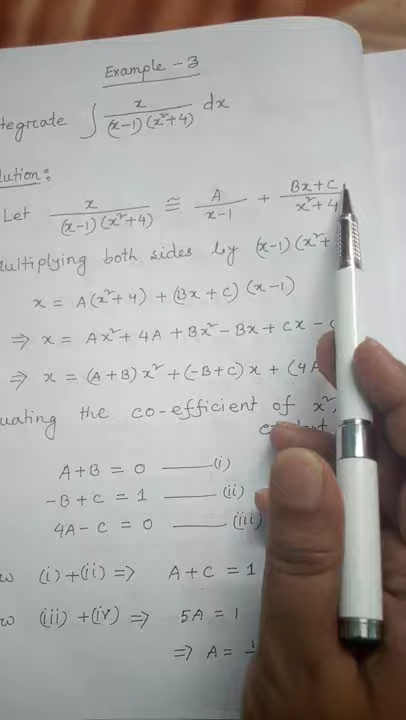 Example - 3
tegrate ∫ x / (x-1)(x²+4) dx
lution:
Let x / (x-1)(x²+4) ≅ A / x-1 + Bx+C / x²+4
ultiplying both sides by (x-1)(x²+
x = A(x²+4) + (Bx+C) (x-1)
⇒ x = Ax²+4A+Bx²-Bx+Cx-
⇒ x = (A+B)x²+(-B+C)x+(4A
uating the co-efficient of x²,
A+B = 0 ——— (i)
-B+C = 1 ——— (ii)
4A-C = 0 ——— (iii)
w (i)+(ii) ⇒ A+C = 1
w (iii)+(iv) ⇒ 5A = 1
⇒ A = 1